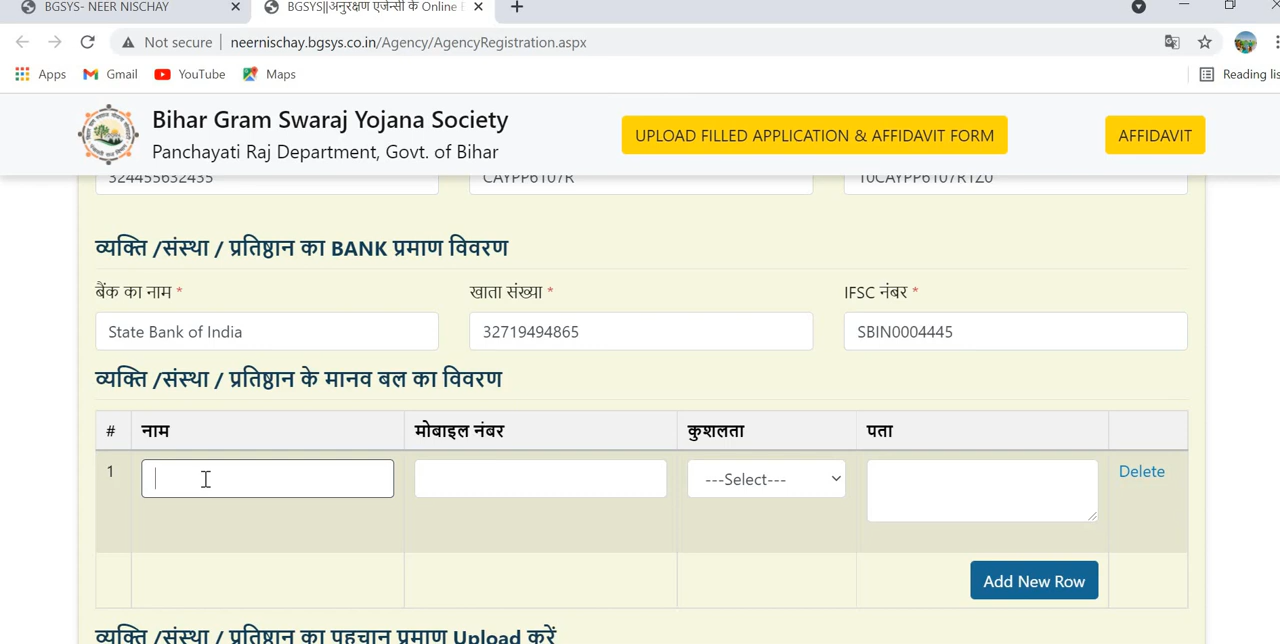 BGSYS- NEER NISCHAY
BGSYS||अनुरक्षण एजेन्सी के Online
Not secure
neernischay.bgsys.co.in/Agency/AgencyRegistration.aspx
Apps
Gmail
YouTube
Maps
Reading lis
Bihar Gram Swaraj Yojana Society
Panchayati Raj Department, Govt. of Bihar
UPLOAD FILLED APPLICATION & AFFIDAVIT FORM
AFFIDAVIT
324455632435
CAYPP6107R
10CAYPP6107R1Z0
व्यक्ति /संस्था / प्रतिष्ठान का BANK प्रमाण विवरण
बैंक का नाम *
खाता संख्या *
IFSC नंबर *
State Bank of India
32719494865
SBIN0004445
व्यक्ति /संस्था / प्रतिष्ठान के मानव बल का विवरण
#
नाम
मोबाइल नंबर
कुशलता
पता
1
---Select---
Delete
Add New Row
व्यक्ति /संस्था / प्रतिष्ठान का पहचान प्रमाण Upload करें